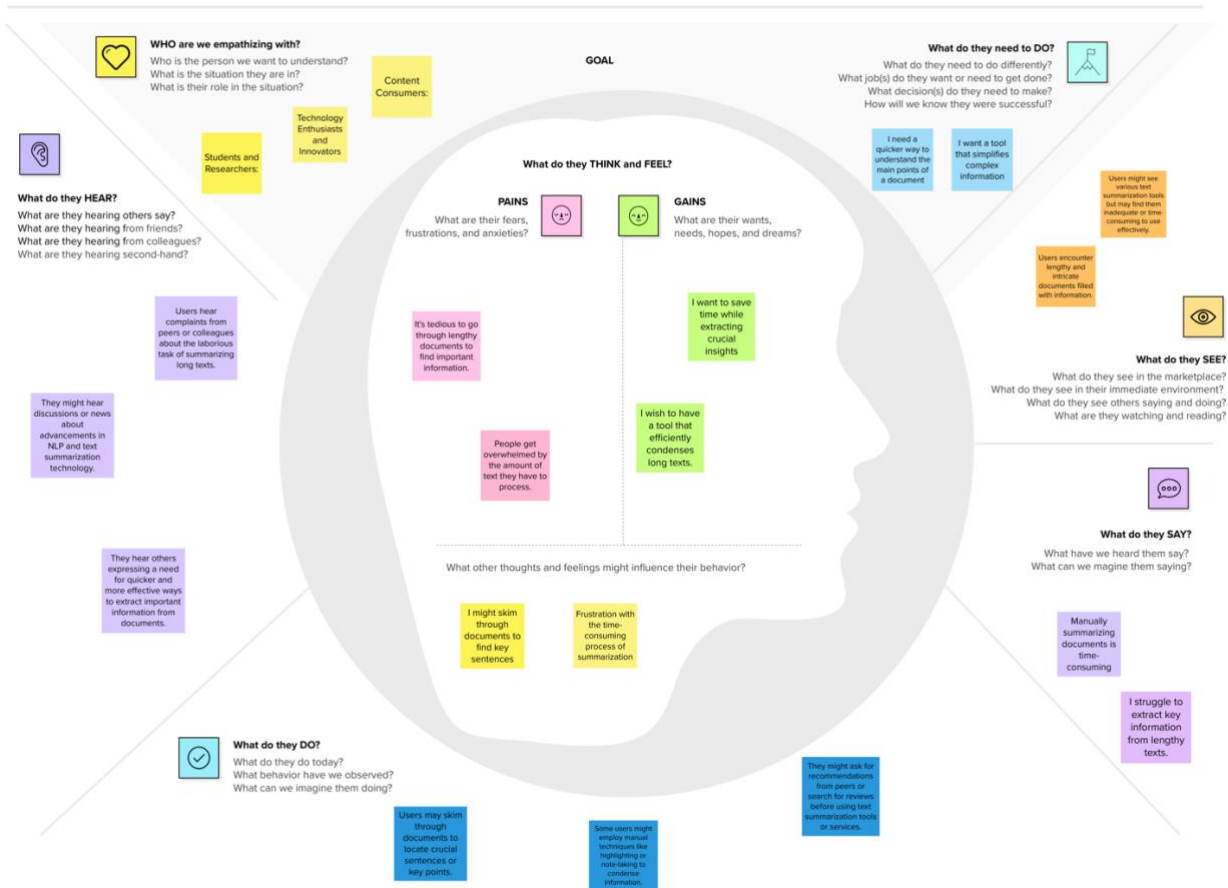 WHO are we empathizing with?
Who is the person we want to understand?
What is the situation they are in?
What is their role in the situation?
Content
Consumers:
Technology
Enthusiasts
and
Innovators
Students and
Researchers:
GOAL
What do they need to DO?
What do they need to do differently?
What job(s) do they want or need to get done?
What decision(s) do they need to make?
How will we know they were successful?
I need a
quicker way to
understand the
main points of
a document
I want a tool
that simplifies
complex
information
What do they HEAR?
What are they hearing others say?
What are they hearing from friends?
What are they hearing from colleagues?
What are they hearing second-hand?
Users hear
complaints from
peers or colleagues
about the laborious
task of summarizing
long texts.
They might hear
discussions or news
about
advancements in
NLP and text
summarization
technology.
They hear others
expressing a need
for quicker and
more effective ways
to extract important
information from
documents.
What do they THINK and FEEL?
PAINS
What are their fears,
frustrations, and anxieties?
It's tedious to go
through lengthy
documents to
find important
information.
People get
overwhelmed by
the amount of
text they have to
process.
GAINS
What are their wants,
needs, hopes, and dreams?
I want to save
time while
extracting
crucial
insights
I wish to have
a tool that
efficiently
condenses
long texts.
What other thoughts and feelings might influence their behavior?
I might skim
through
documents to
find key
sentences
Frustration with
the time-
consuming
process of
summarization
Users might see
various text
summarization tools
but may find them
inadequate or time-
consuming to use
effectively.
Users encounter
lengthy and
intricate
documents filled
with information.
What do they SEE?
What do they see in the marketplace?
What do they see in their immediate environment?
What do they see others saying and doing?
What are they watching and reading?
What do they SAY?
What have we heard them say?
What can we magine them saying?
Manually
summarizing
documents is
time-
consuming
I struggle to
extract key
information
from lengthy
texts.
What do they DO?
What do they do today?
What behavior have we observed?
What can we imagine them doing?
Users may skim
through
documents to
locate crucial
sentences or
key points.
Some users might
employ manual
techniques like
highlighting or
note-taking to
condense
information.
They might ask for
recommendations
from peers or
search for reviews
before using text
summarization tools
or services.